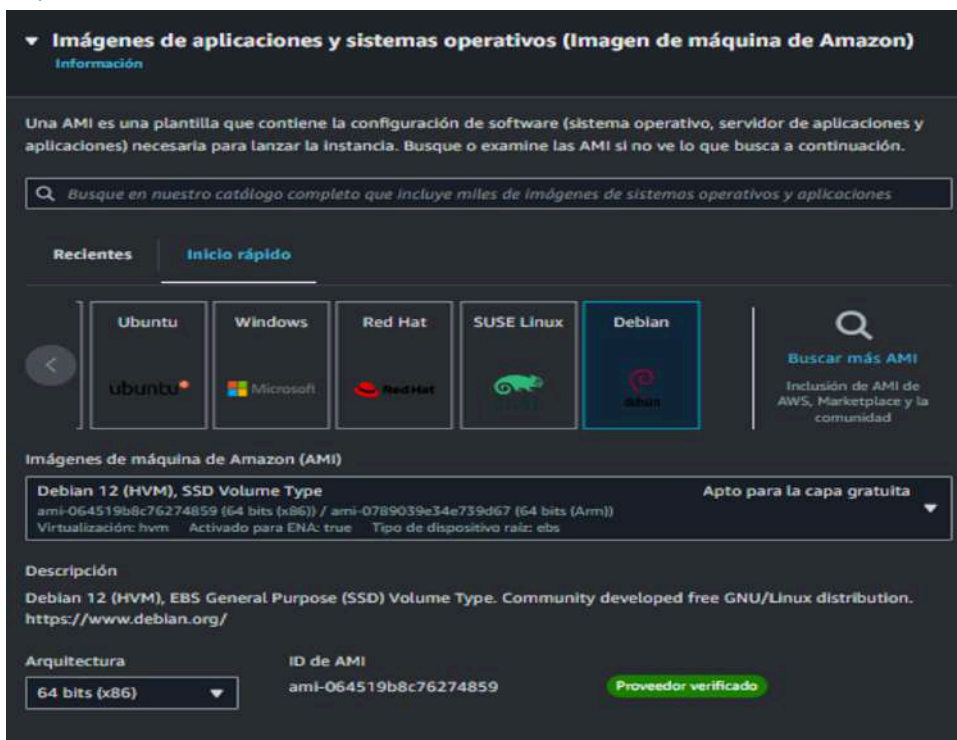 Imágenes de aplicaciones y sistemas operativos (Imagen de máquina de Amazon)
Información
Una AMI es una plantilla que contiene la configuración de software (sistema operativo, servidor de aplicaciones y
aplicaciones) necesaria para lanzar la instancia. Busque o examine las AMI si no ve lo que busca a continuación.
Busque en nuestro catálogo completo que incluye miles de imágenes de sistemas operativos y aplicaciones
Recientes Inicio rápido
Ubuntu Windows Red Hat SUSE Linux Debian
ubuntu Microsoft Red Hat debian
Buscar más AMI
Inclusión de AMI de
AWS, Marketplace y la
comunidad
Imágenes de máquina de Amazon (AMI)
Debian 12 (HVM), SSD Volume Type Apto para la capa gratuita
ami-064519b8c76274859 (64 bits (x86)) / ami-0789039e34e739d67 (64 bits (Arm))
Virtualización: hvm Activado para ENA: true Tipo de dispositivo raíz: ebs
Descripción
Debian 12 (HVM), EBS General Purpose (SSD) Volume Type. Community developed free GNU/Linux distribution.
https://www.debian.org/
Arquitectura ID de AMI
64 bits (x86) ami-064519b8c76274859 Proveedor verificado